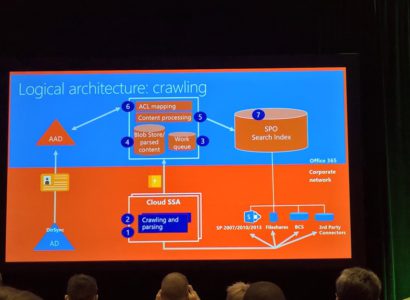 Logical architecture: crawling
6
ACL mapping
Content processing
5
7
AAD
Blob Store/
parsed
content
4
Work
queue
3
SPO
Search Index
Office 365
Corporate
network
Cloud SSA
2
Crawling and
parsing
1
DirSync
AD
S
SP-2007/2010/2013
Fileshares
BCS
3rd Party
Connectors